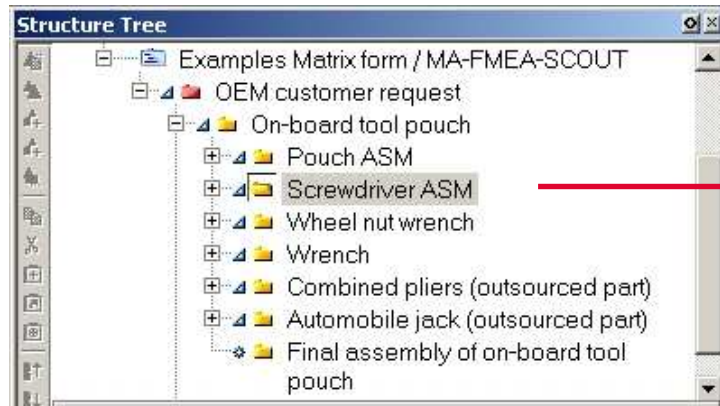 Structure Tree
Examples Matrix form / MA-FMEA-SCOUT
OEM customer request
On-board tool pouch
Pouch ASM
Screwdriver ASM
Wheel nut wrench
Wrench
Combined pliers (outsourced part)
Automobile jack (outsourced part)
Final assembly of on-board tool
pouch